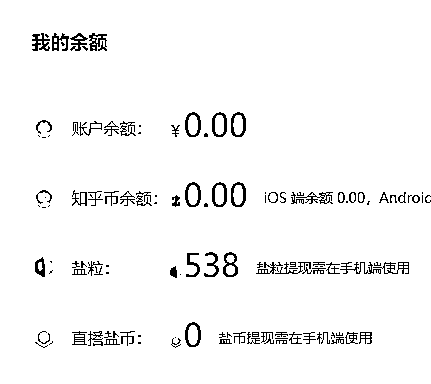 我的余额
账户余额: ¥0.00
知乎币余额: 0.00 iOS 端余额 0.00, Android
盐粒: 538 盐粒提现需在手机端使用
直播盐币: 0 盐币提现需在手机端使用